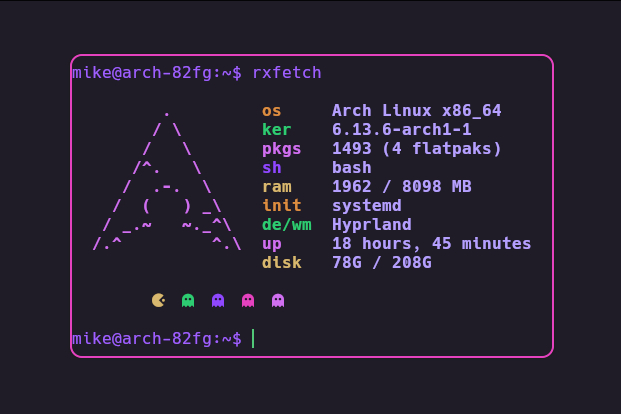 mike@arch-82fg:~$ rxfetch
os Arch Linux x86_64
ker 6.13.6-arch1-1
pkgs 1493 (4 flatpaks)
sh bash
ram 1962 / 8098 MB
init systemd
de/wm Hyprland
up 18 hours, 45 minutes
disk 78G / 208G
mike@arch-82fg:~$